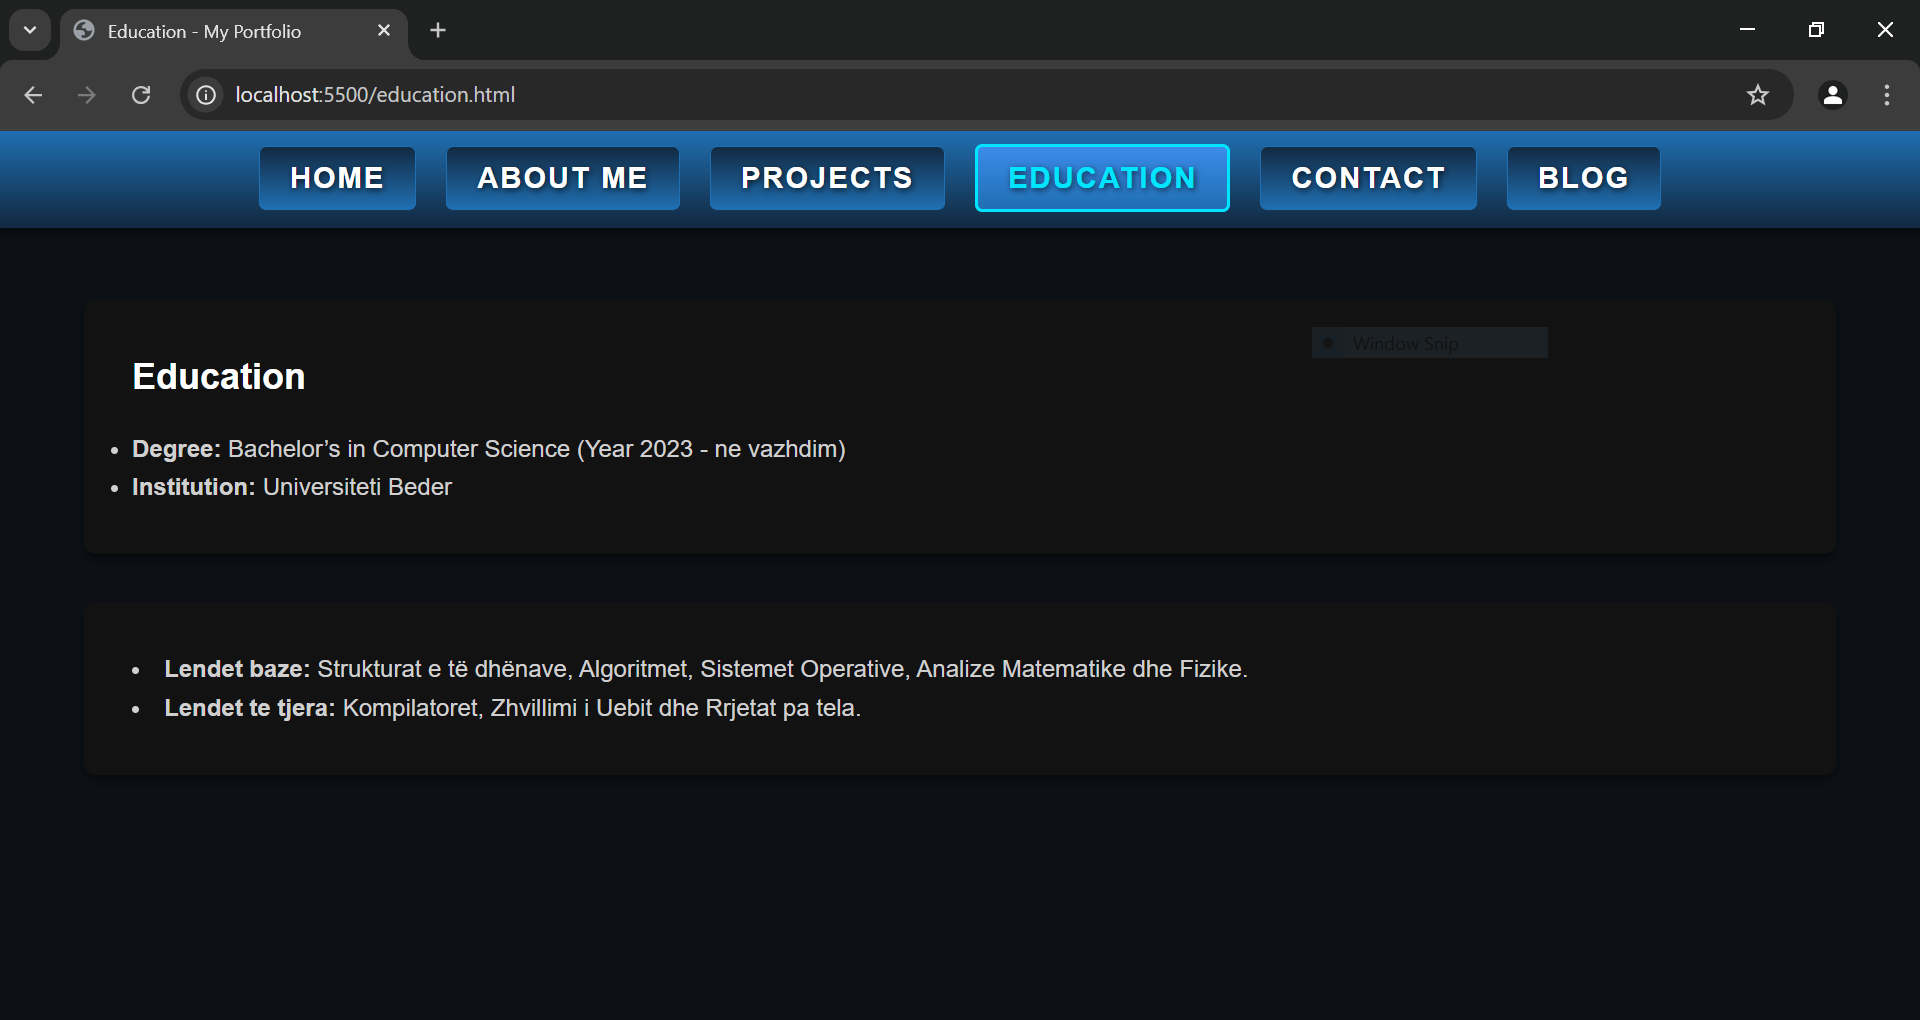 Education - My Portfolio
localhost:5500/education.html
HOME ABOUT ME PROJECTS EDUCATION CONTACT BLOG
Window Snip
Education
• Degree: Bachelor’s in Computer Science (Year 2023 - ne vazhdim)
• Institution: Universiteti Beder
• Lendet baze: Strukturat e të dhënave, Algoritmet, Sistemet Operative, Analize Matematike dhe Fizike.
• Lendet te tjera: Kompilatoret, Zhvillimi i Uebit dhe Rrjetat pa tela.